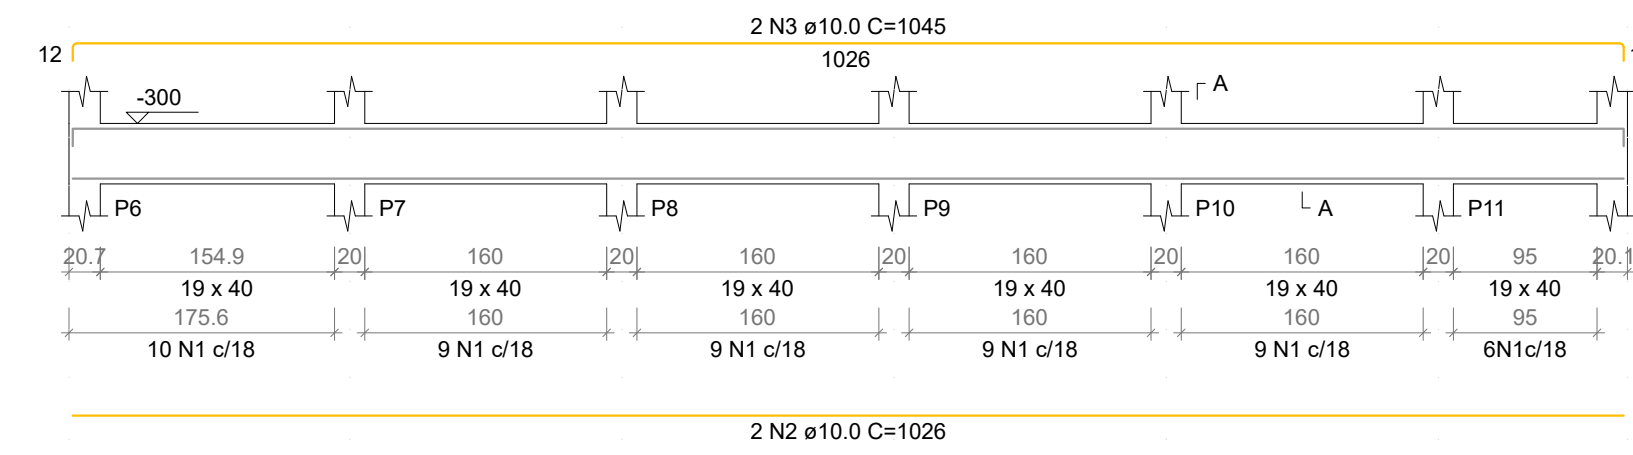 2 N3 ø10.0 C=1045
12
1026
A
-300
P6 P7 P8 P9 P10 A P11
20.7 154.9 20 160 20 160 20 160 20 160 20 95 20.1
19 x 40 19 x 40 19 x 40 19 x 40 19 x 40 19 x 40
175.6 160 160 160 160 95
10 N1 c/18 9 N1 c/18 9 N1 c/18 9 N1 c/18 9 N1 c/18 6N1c/18
2 N2 ø10.0 C=1026